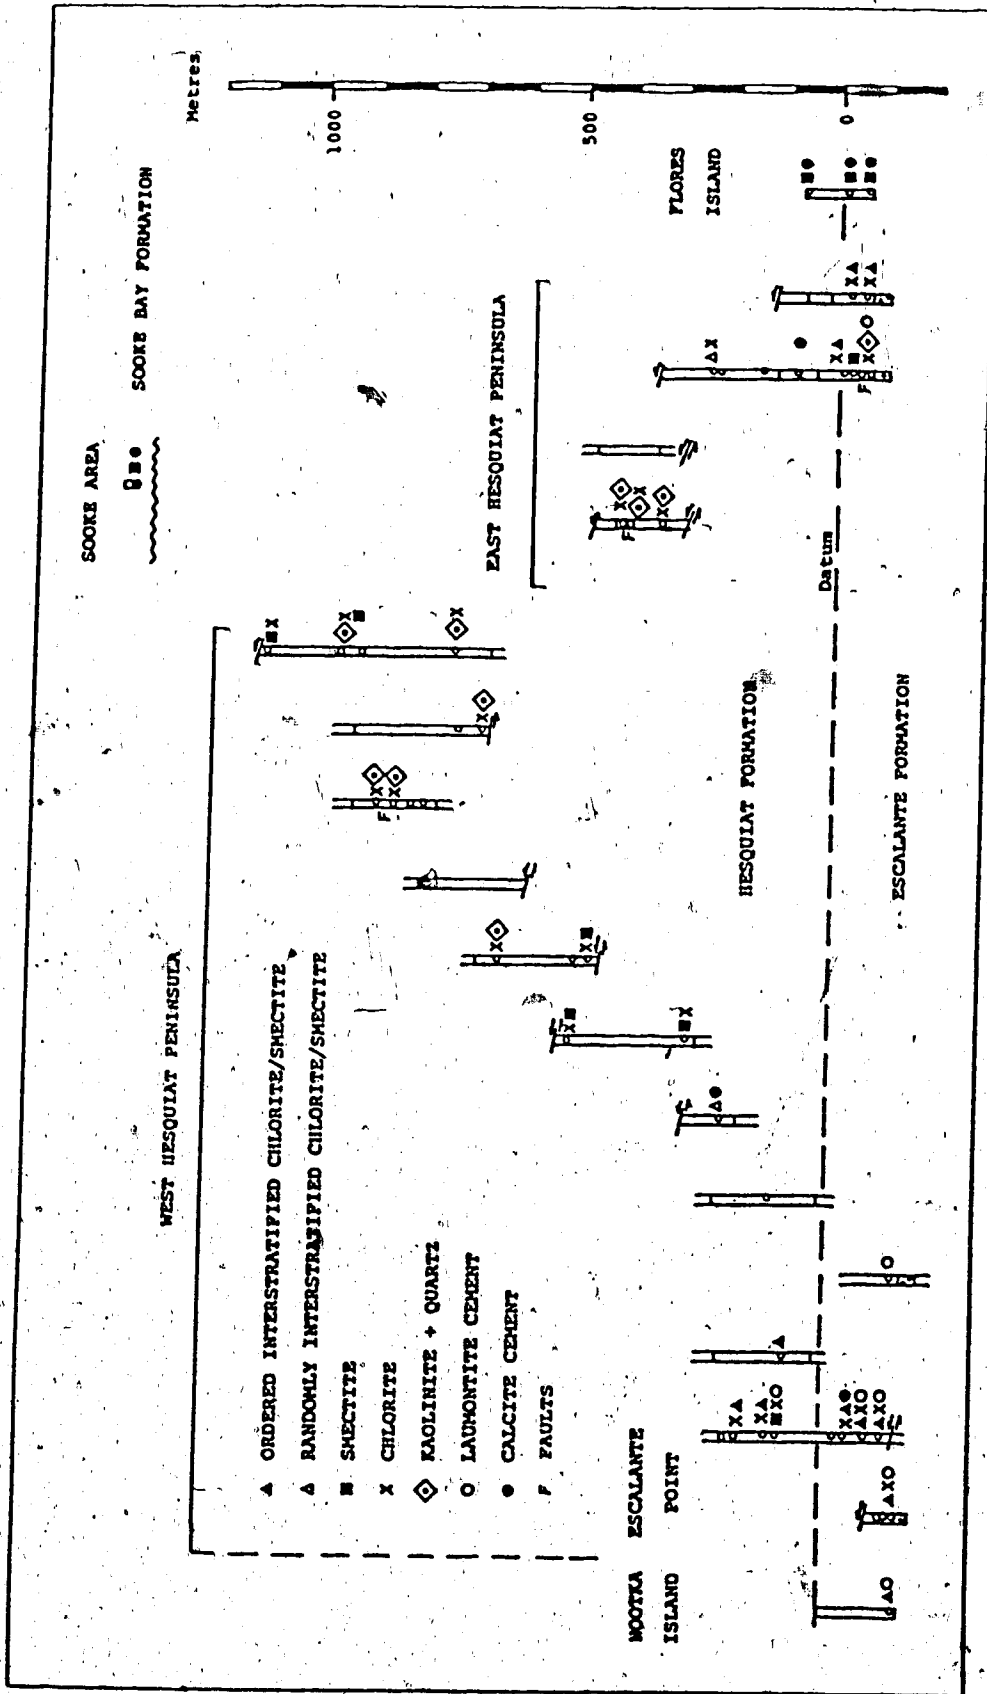 SOOKE AREA
SOOKE BAY FORMATION
Metres
1000
500
0
WEST HESQUIAT PENINSULA
EAST HESQUIAT PENINSULA
FLORES
ISLAND
▲ ORDERED INTERSTRATIFIED CHLORITE/SMECTITE
△ RANDOMLY INTERSTRATIFIED CHLORITE/SMECTITE
■ SMECTITE
X CHLORITE
◈ KAOLINITE + QUARTZ
O LAUMONTITE CEMENT
● CALCITE CEMENT
F FAULTS
NOOTKA
ISLAND
ESCALANTE
POINT
HESQUIAT FORMATION
Datum
ESCALANTE FORMATION
F
F
F